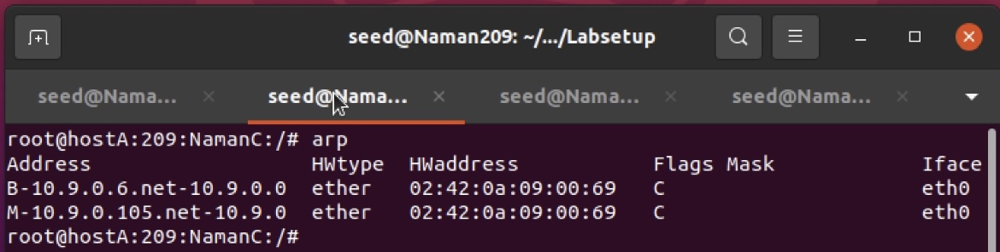 seed@Naman209: ~/.../Labsetup
seed@Nama... seed@Nama... seed@Nama... seed@Nama...
root@hostA:209:NamanC:/# arp
Address                  HWtype  HWaddress           Flags Mask            Iface
B-10.9.0.6.net-10.9.0.0  ether   02:42:0a:09:00:69   C                     eth0
M-10.9.0.105.net-10.9.0  ether   02:42:0a:09:00:69   C                     eth0
root@hostA:209:NamanC:/#